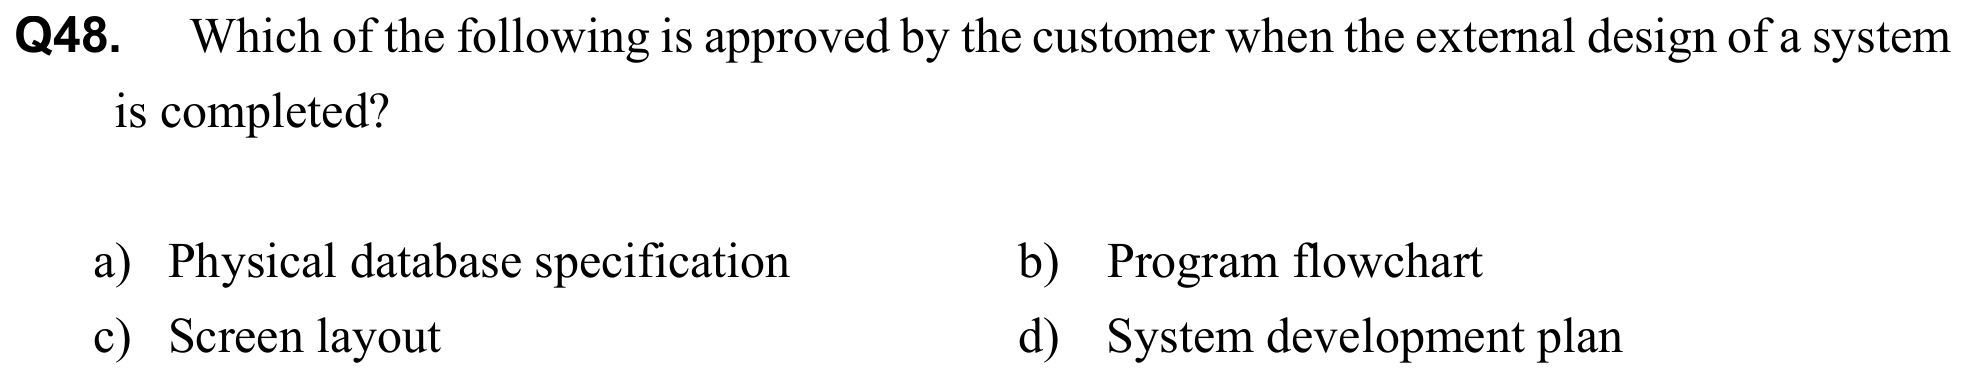 Q48. Which of the following is approved by the customer when the external design of a system
is completed?
a) Physical database specification b) Program flowchart
c) Screen layout d) System development plan